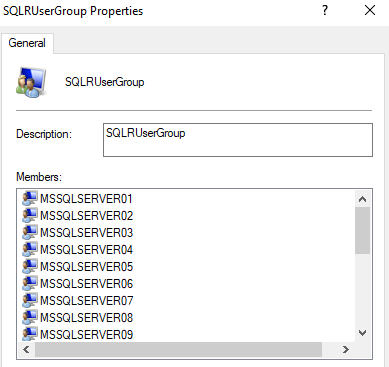 SQLRUserGroup Properties
?
General
SQLRUserGroup
Description:
SQLRUserGroup
Members:
MSSQLSERVER01
MSSQLSERVER02
MSSQLSERVER03
MSSQLSERVER04
MSSQLSERVER05
MSSQLSERVER06
MSSQLSERVER07
MSSQLSERVER08
MSSQLSERVER09